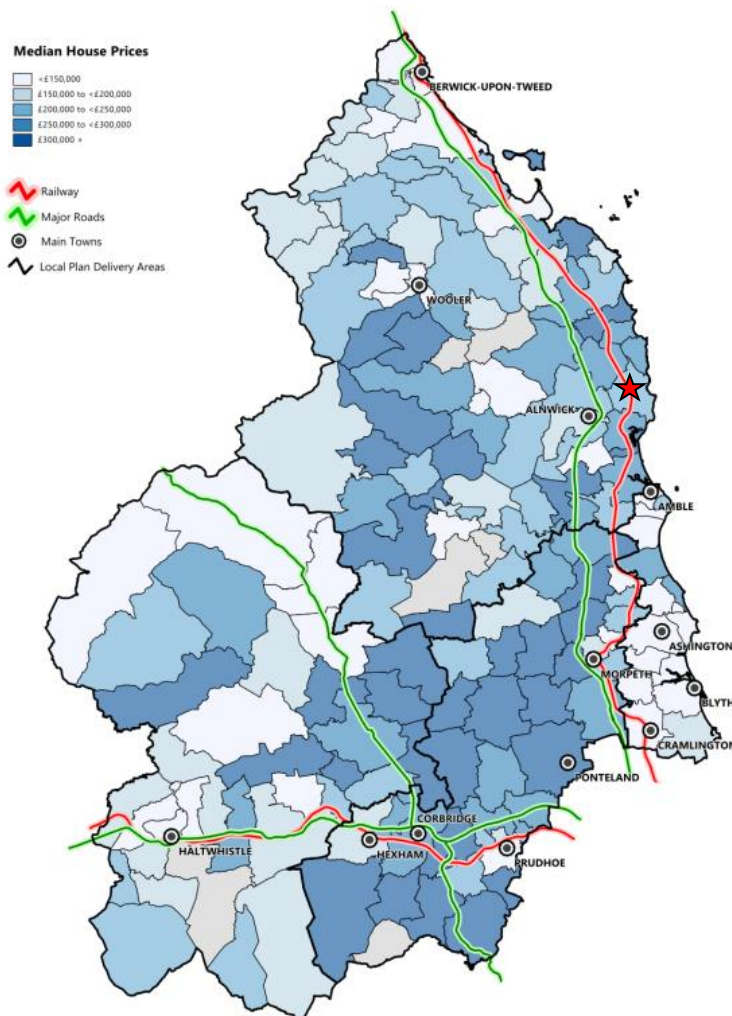 Median House Prices
<£150,000
£150,000 to <£200,000
£200,000 to <£250,000
£250,000 to <£300,000
£300,000 +
Railway
Major Roads
Main Towns
Local Plan Delivery Areas
BERWICK-UPON-TWEED
WOOLER
ALNWICK
AMBLE
ASHINGTON
MORPETH
BLYTH
CRAMLINGTON
PONTELAND
CORBRIDGE
HALTWHISTLE
HEXHAM
PRUDHOE